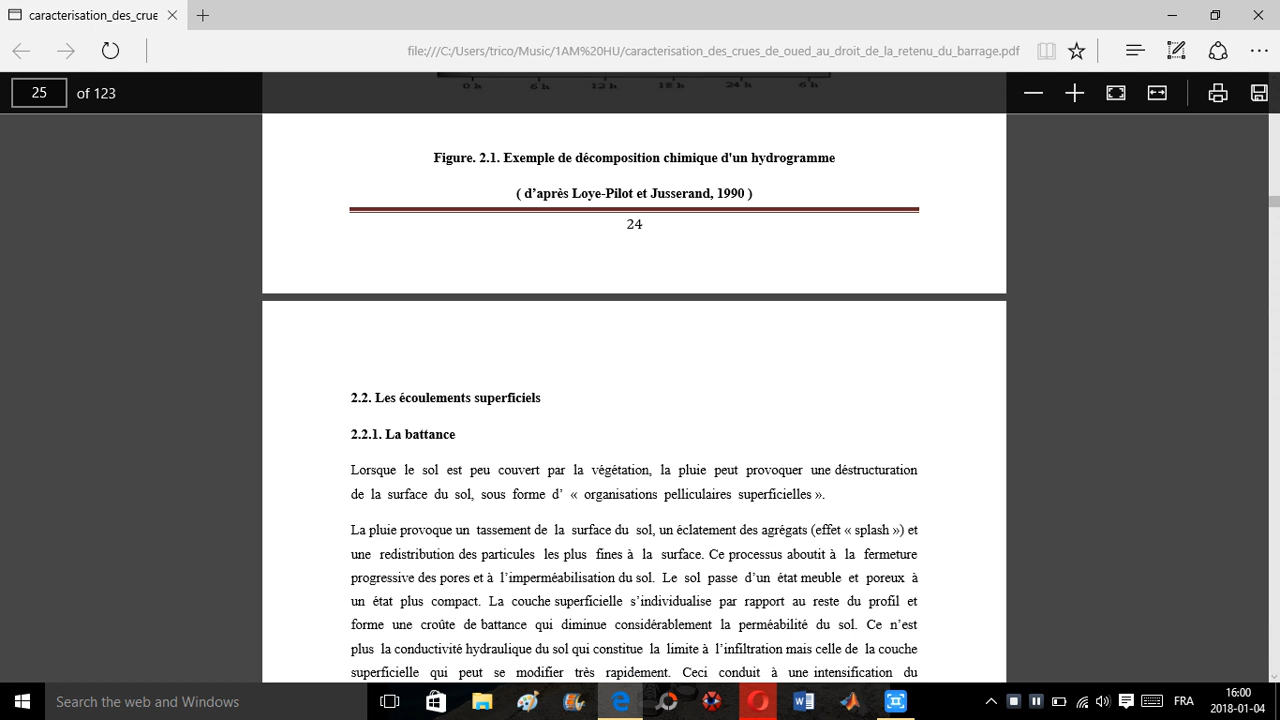 caracterisation_des_crue
file:///C:/Users/trico/Music/1AM%20HU/caracterisation_des_crues_de_oued_au_droit_de_la_retenu_du_barrage.pdf
25 of 123
0 h 6 h 12 h 18 h 24 h 6 h
Figure. 2.1. Exemple de décomposition chimique d'un hydrogramme
( d’après Loye-Pilot et Jusserand, 1990 )
24
2.2. Les écoulements superficiels
2.2.1. La battance
Lorsque le sol est peu couvert par la végétation, la pluie peut provoquer une déstructuration
de la surface du sol, sous forme d’ « organisations pelliculaires superfícielles ».
La pluie provoque un tassement de la surface du sol, un éclatement des agrégats (effet « splash ») et
une redistribution des particules les plus fines à la surface. Ce processus aboutit à la fermeture
progressive des pores et à l’imperméabilisation du sol. Le sol passe d’un état meuble et poreux à
un état plus compact. La couche superficielle s’individualise par rapport au reste du profil et
forme une croûte de battance qui diminue considérablement la perméabilité du sol. Ce n’est
plus la conductivité hydraulique du sol qui constitue la limite à l’infiltration mais celle de la couche
superficielle qui peut se modifier très rapidement. Ceci conduit à une intensification du
Search the web and Windows
FRA
16:00
2018-01-04